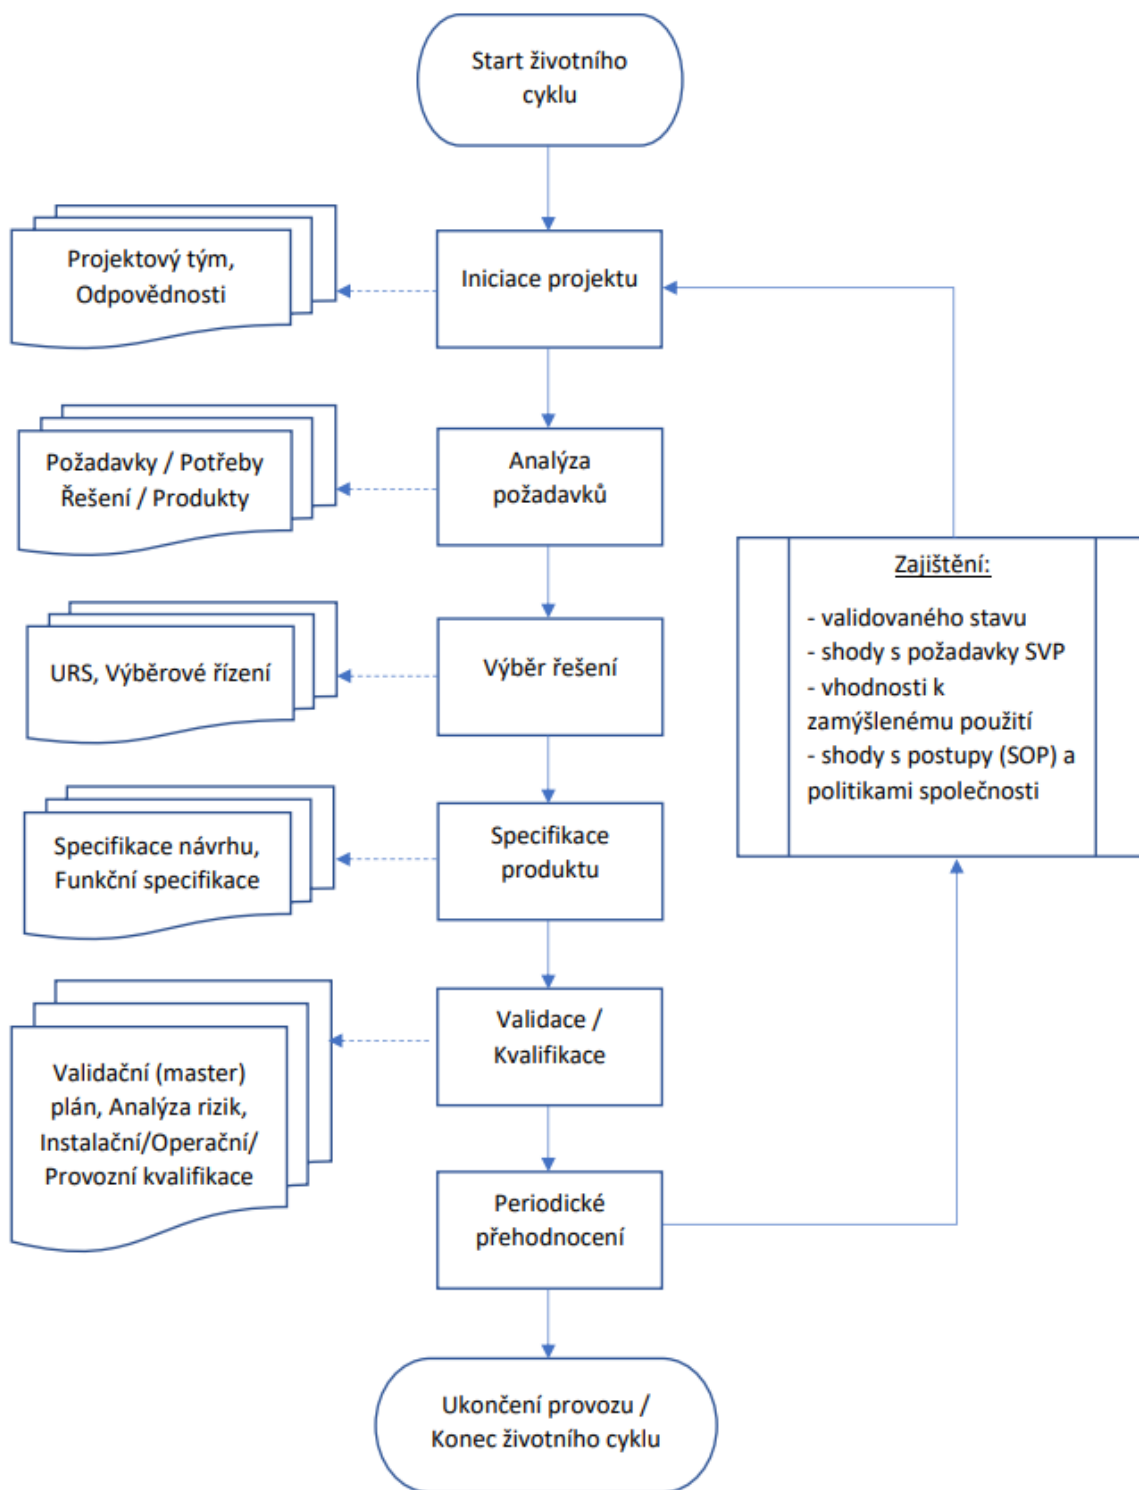 Start životního
cyklu
Projektový tým,
Odpovědnosti
Iniciace projektu
Požadavky / Potřeby
Řešení / Produkty
Analýza
požadavků
Zajištění:
- validovaného stavu
- shody s požadavky SVP
- vhodnosti k
zamýšlenému použití
- shody s postupy (SOP) a
politikami společnosti
URS, Výběrové řízení
Výběr řešení
Specifikace návrhu,
Funkční specifikace
Specifikace
produktu
Validační (master)
plán, Analýza rizik,
Instalační/Operační/
Provozní kvalifikace
Validace /
Kvalifikace
Periodické
přehodnocení
Ukončení provozu /
Konec životního cyklu